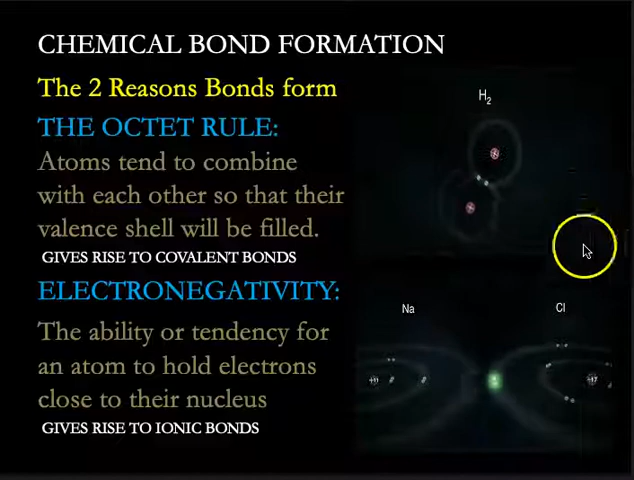 CHEMICAL BOND FORMATION
The 2 Reasons Bonds form
THE OCTET RULE:
Atoms tend to combine
with each other so that their
valence shell will be filled.
GIVES RISE TO COVALENT BONDS
ELECTRONEGATIVITY:
The ability or tendency for
an atom to hold electrons
close to their nucleus
GIVES RISE TO IONIC BONDS
H₂
Na
Cl
+11
+17